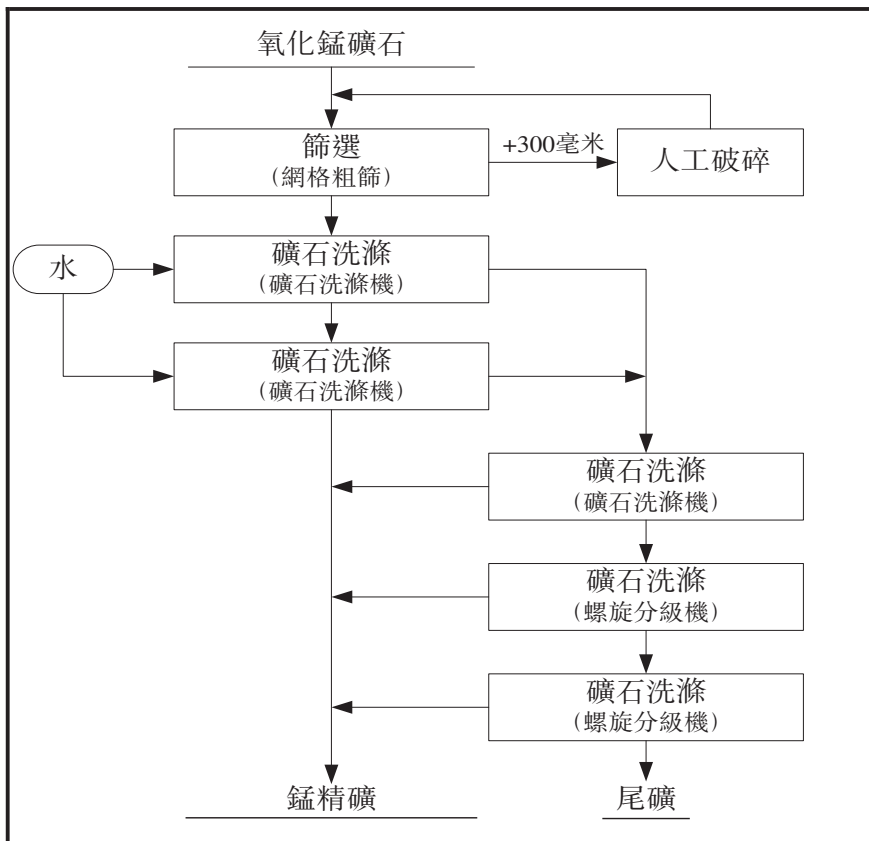 氧化錳礦石
篩選
(網格粗篩)
+300毫米
人工破碎
水
礦石洗滌
(礦石洗滌機)
礦石洗滌
(礦石洗滌機)
礦石洗滌
(礦石洗滌機)
礦石洗滌
(螺旋分級機)
礦石洗滌
(螺旋分級機)
錳精礦
尾礦